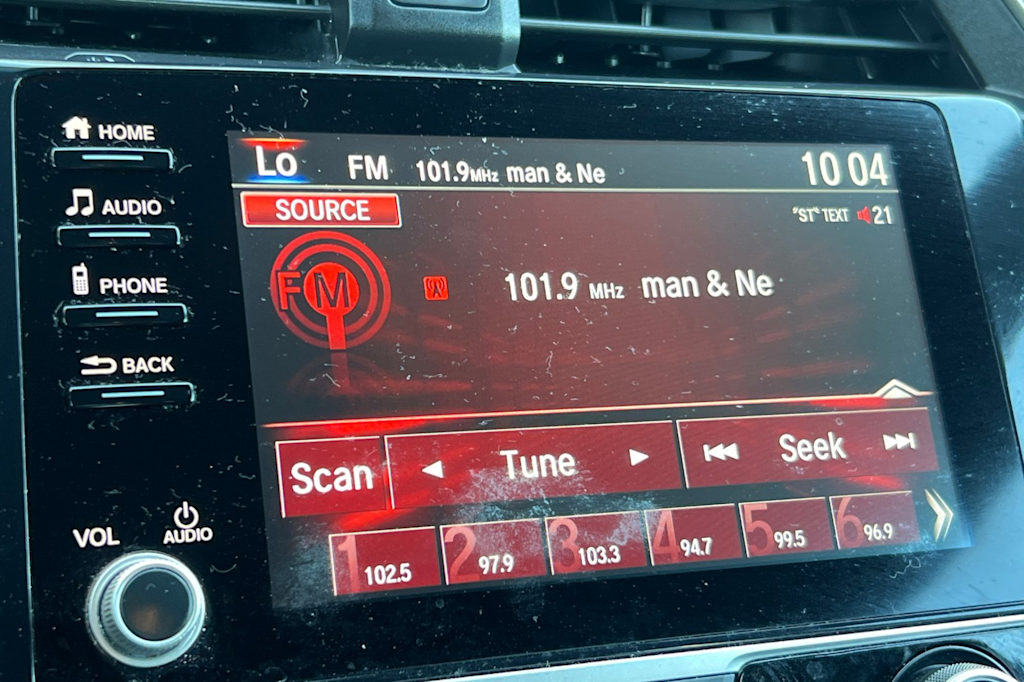 HOME
AUDIO
PHONE
BACK
VOL
AUDIO
Lo FM 101.9MHz man & Ne 10 04
SOURCE
"ST" TEXT 21
FM
101.9 MHz man & Ne
Scan Tune Seek
1 102.5 2 97.9 3 103.3 4 94.7 5 99.5 6 96.9